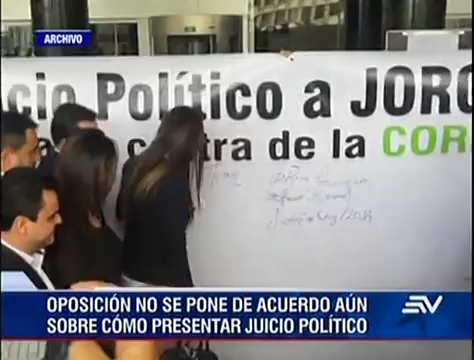 ARCHIVO
cio Político a JORG
contra de la CORR
OPOSICIÓN NO SE PONE DE ACUERDO AÚN
SOBRE CÓMO PRESENTAR JUICIO POLÍTICO